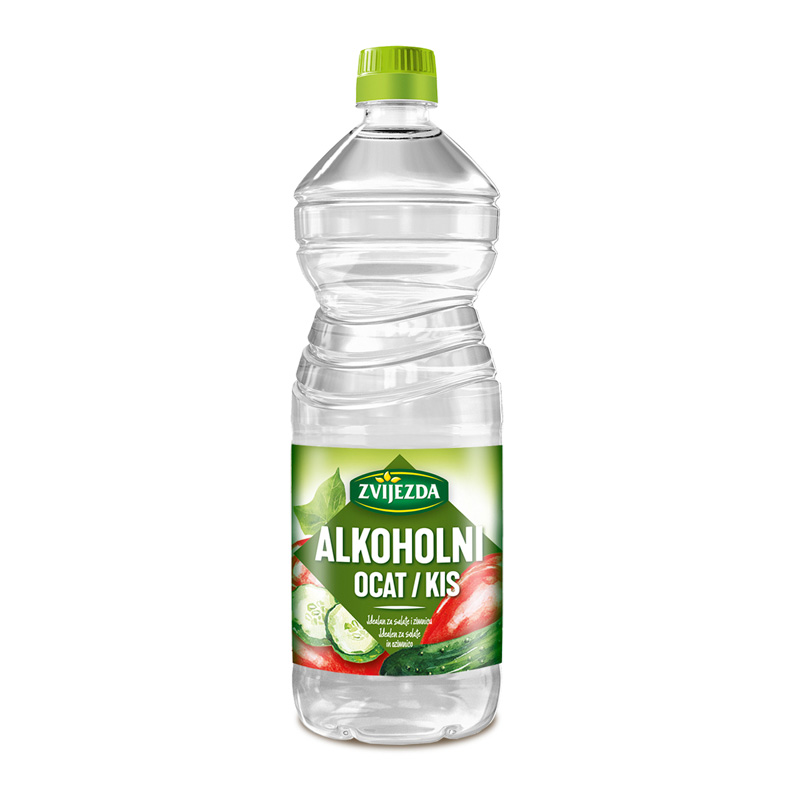 ZVIJEZDA
ALKOHOLNI
OCAT / KIS
Idealan za salate i zimnicu
Idealen za solate
in ozimnico